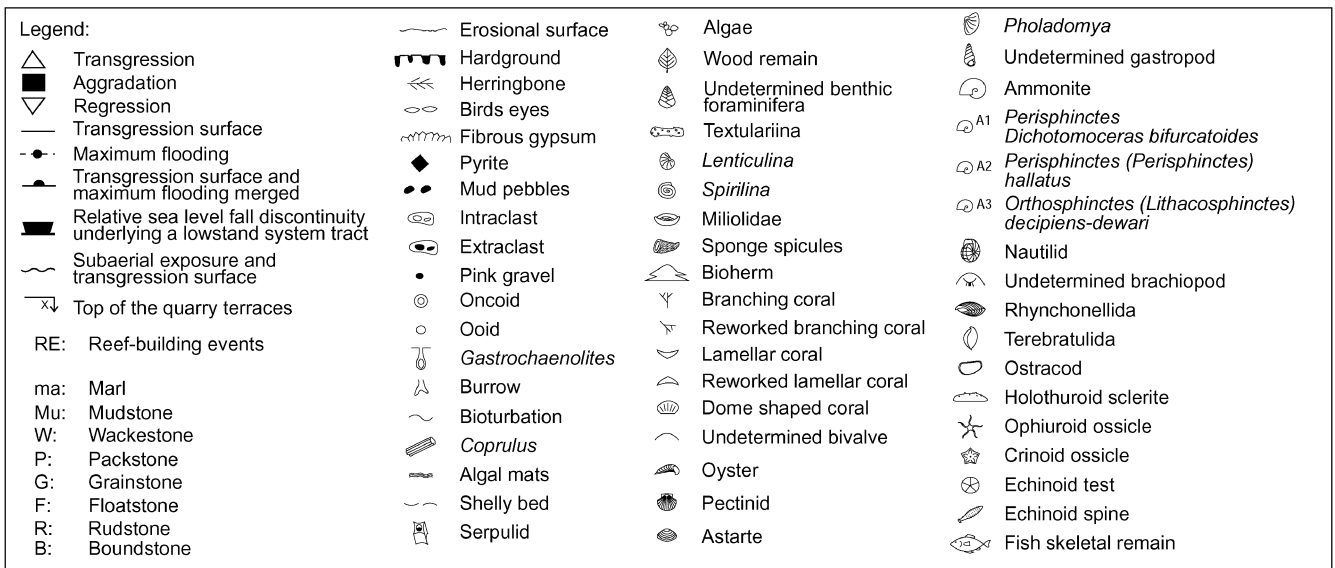 Legend:
Transgression
Aggradation
Regression
Transgression surface
Maximum flooding
Transgression surface and
maximum flooding merged
Relative sea level fall discontinuity
underlying a lowstand system tract
Subaerial exposure and
transgression surface
x Top of the quarry terraces
RE: Reef-building events
ma: Marl
Mu: Mudstone
W: Wackestone
P: Packstone
G: Grainstone
F: Floatstone
R: Rudstone
B: Boundstone
Erosional surface
Hardground
Herringbone
Birds eyes
Fibrous gypsum
Pyrite
Mud pebbles
Intraclast
Extraclast
Pink gravel
Oncoid
Ooid
Gastrochaenolites
Burrow
Bioturbation
Coprulus
Algal mats
Shelly bed
Serpulid
Algae
Wood remain
Undetermined benthic
foraminifera
Textulariina
Lenticulina
Spirilina
Miliolidae
Sponge spicules
Bioherm
Branching coral
Reworked branching coral
Lamellar coral
Reworked lamellar coral
Dome shaped coral
Undetermined bivalve
Oyster
Pectinid
Astarte
Pholadomya
Undetermined gastropod
Ammonite
A1 Perisphinctes
Dichotomoceras bifurcatoides
A2 Perisphinctes (Perisphinctes)
hallatus
A3 Orthosphinctes (Lithacosphinctes)
decipiens-dewari
Nautilid
Undetermined brachiopod
Rhynchonellida
Terebratulida
Ostracod
Holothuroid sclerite
Ophiuroid ossicle
Crinoid ossicle
Echinoid test
Echinoid spine
Fish skeletal remain